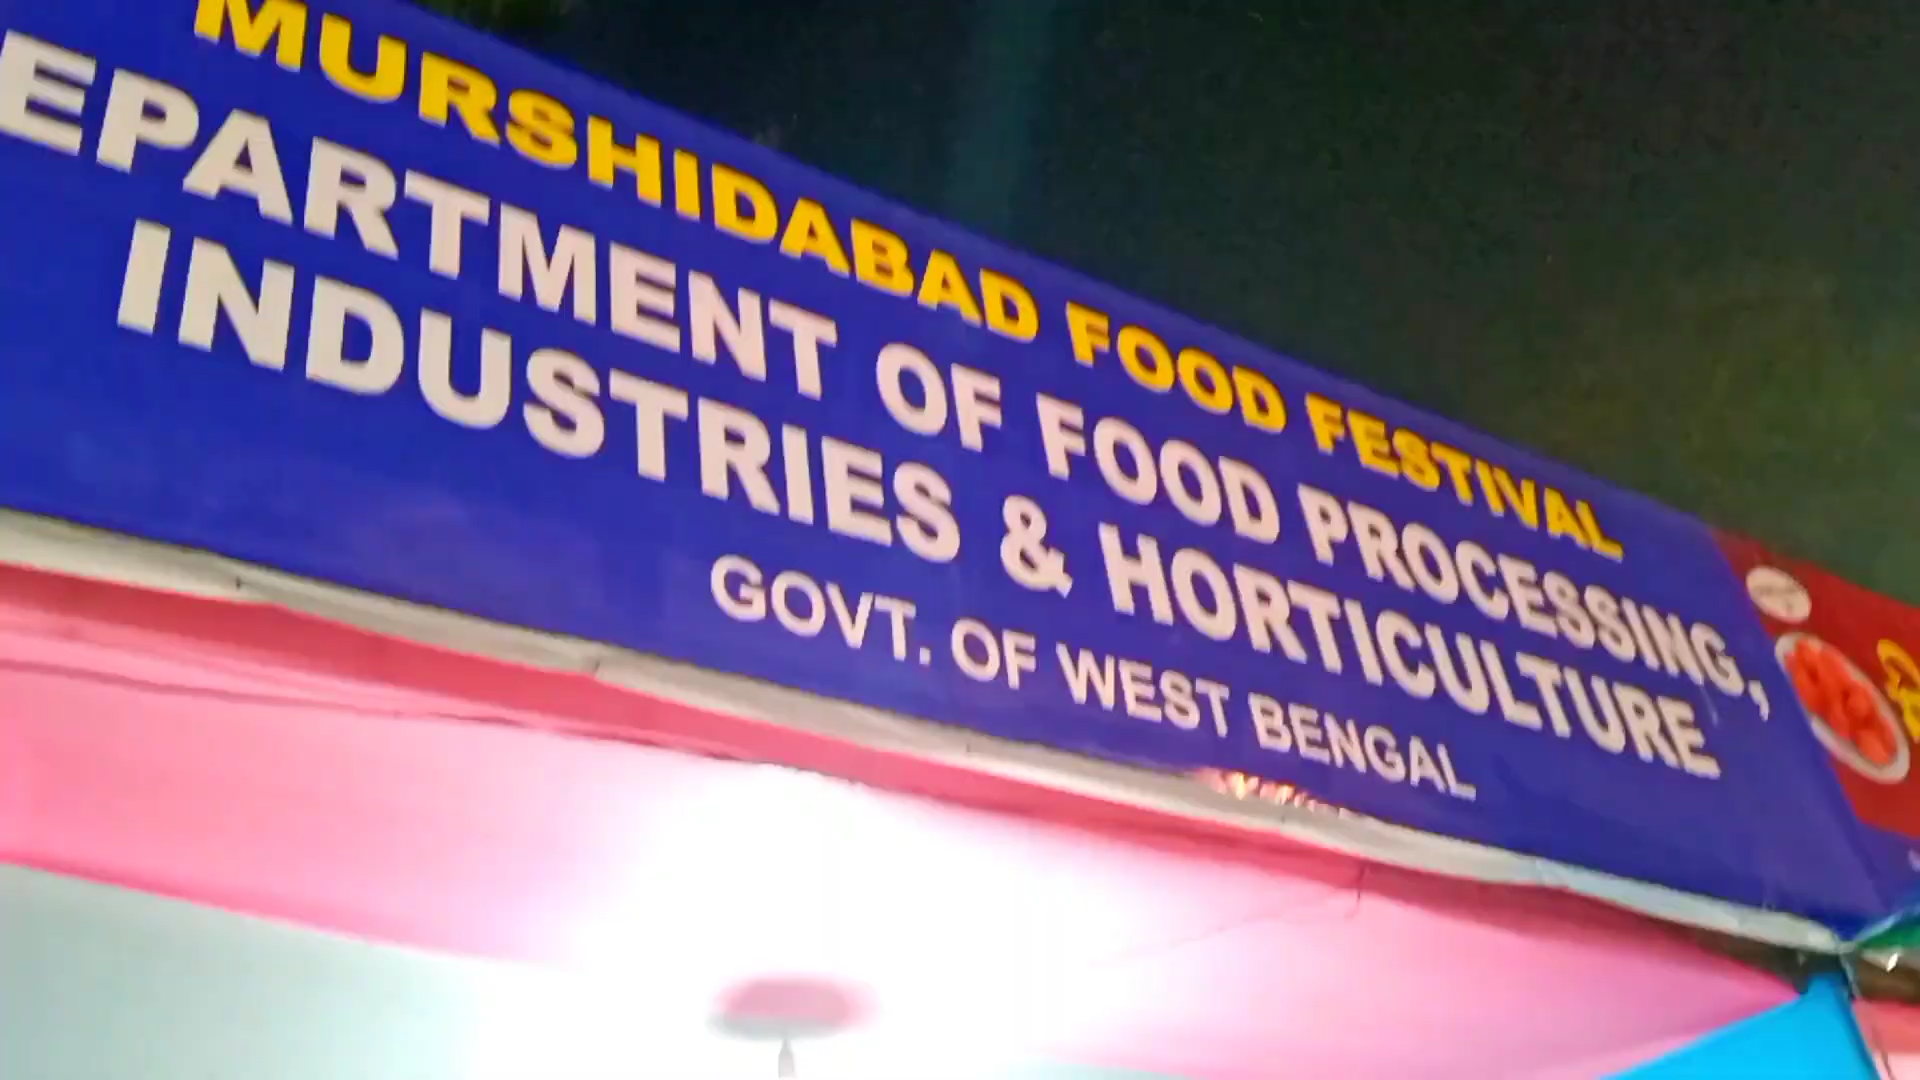 MURSHIDABAD FOOD FESTIVAL
EPARTMENT OF FOOD PROCESSING,
INDUSTRIES & HORTICULTURE
GOVT. OF WEST BENGAL